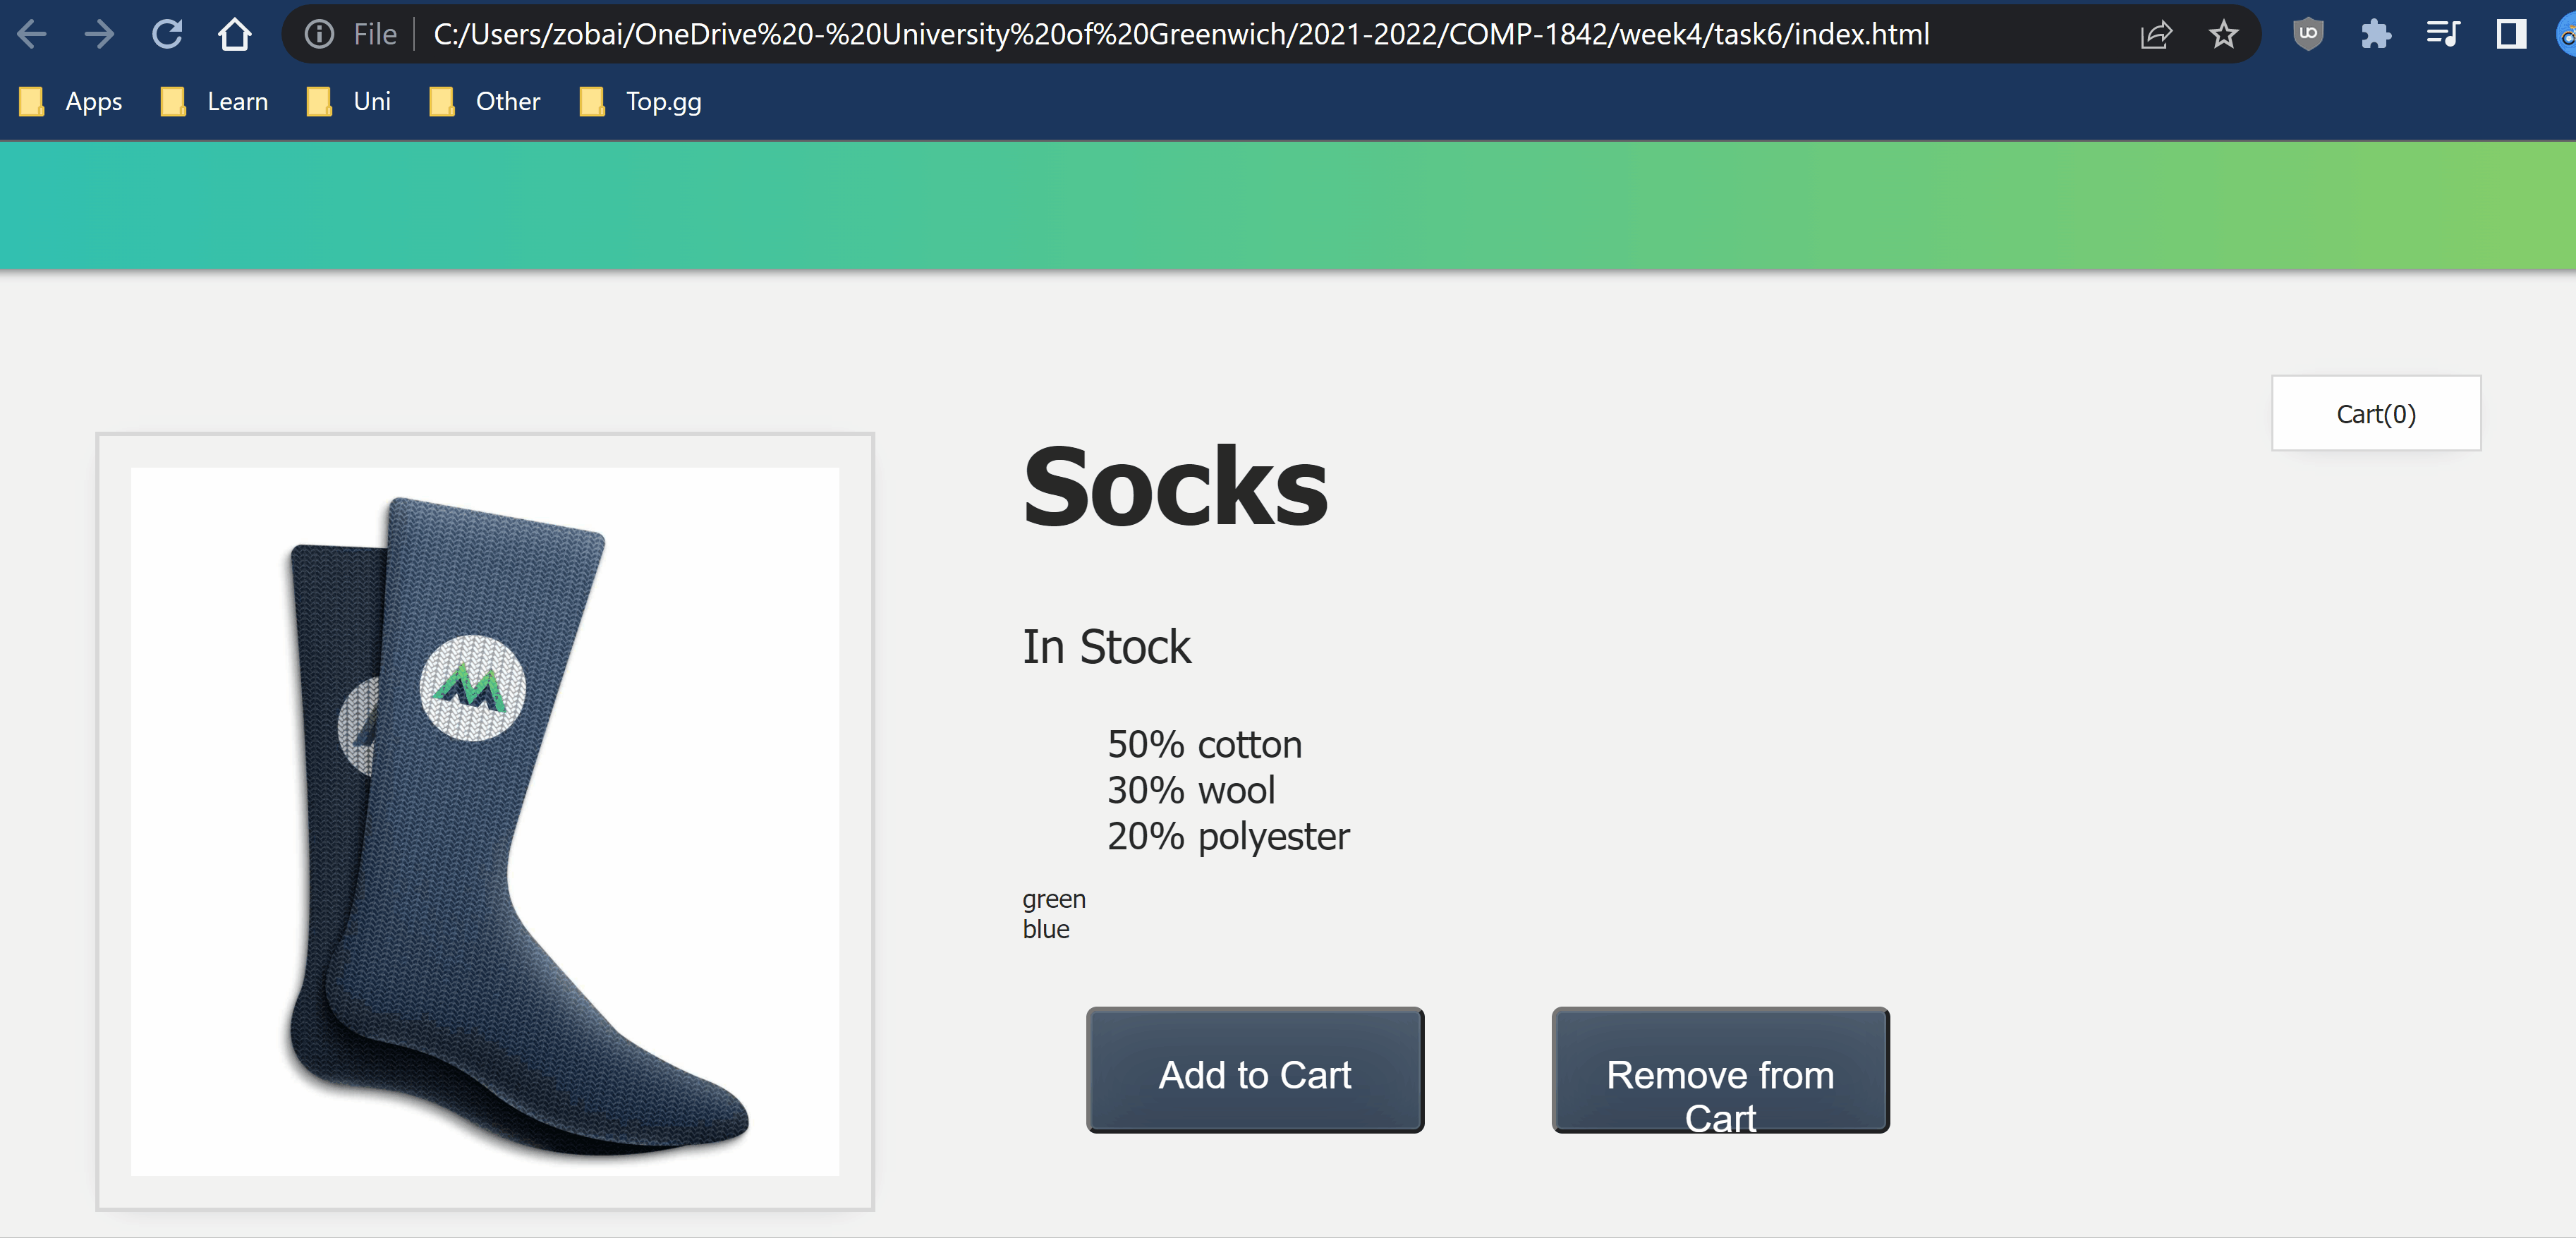 File C:/Users/zobai/OneDrive%20-%20University%20of%20Greenwich/2021-2022/COMP-1842/week4/task6/index.html
Apps Learn Uni Other Top.gg
Cart(0)
Socks
In Stock
50% cotton
30% wool
20% polyester
green
blue
Add to Cart
Remove from
Cart